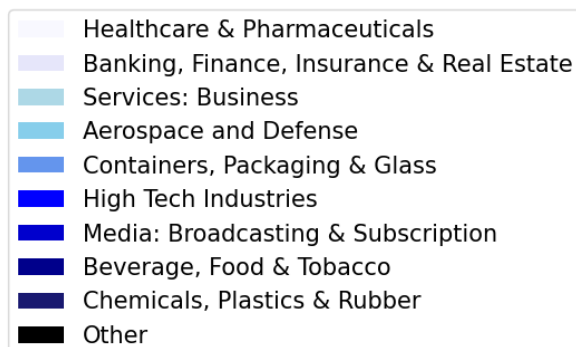 Healthcare & Pharmaceuticals
Banking, Finance, Insurance & Real Estate
Services: Business
Aerospace and Defense
Containers, Packaging & Glass
High Tech Industries
Media: Broadcasting & Subscription
Beverage, Food & Tobacco
Chemicals, Plastics & Rubber
Other